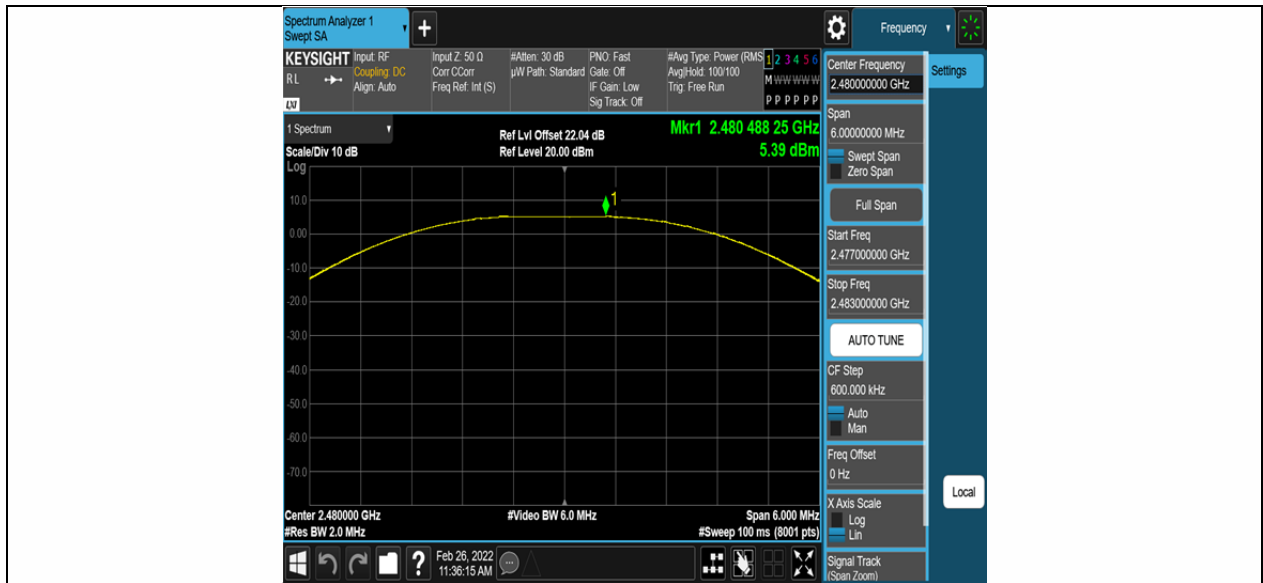 Spectrum Analyzer 1
Swept SA
+
Frequency
KEYSIGHT
RL
LXI
Input: RF
Coupling: DC
Align: Auto
Input Z: 50 Ω
Corr CCorr
Freq Ref: Int (S)
#Atten: 30 dB
µW Path: Standard
PNO: Fast
Gate: Off
IF Gain: Low
Sig Track: Off
#Avg Type: Power (RMS
Avg|Hold: 100/100
Trig: Free Run
1 2 3 4 5 6
M W W W W W
P P P P P P
1 Spectrum
Scale/Div 10 dB
Ref Lvl Offset 22.04 dB
Ref Level 20.00 dBm
Mkr1 2.480 488 25 GHz
5.39 dBm
Log
10.0
0.00
-10.0
-20.0
-30.0
-40.0
-50.0
-60.0
-70.0
1
Center 2.480000 GHz
#Res BW 2.0 MHz
#Video BW 6.0 MHz
Span 6.000 MHz
#Sweep 100 ms (8001 pts)
?
Feb 26, 2022
11:36:15 AM
Center Frequency
2.480000000 GHz
Span
6.00000000 MHz
Swept Span
Zero Span
Full Span
Start Freq
2.477000000 GHz
Stop Freq
2.483000000 GHz
AUTO TUNE
CF Step
600.000 kHz
Auto
Man
Freq Offset
0 Hz
X Axis Scale
Log
Lin
Signal Track
(Span Zoom)
Settings
Local